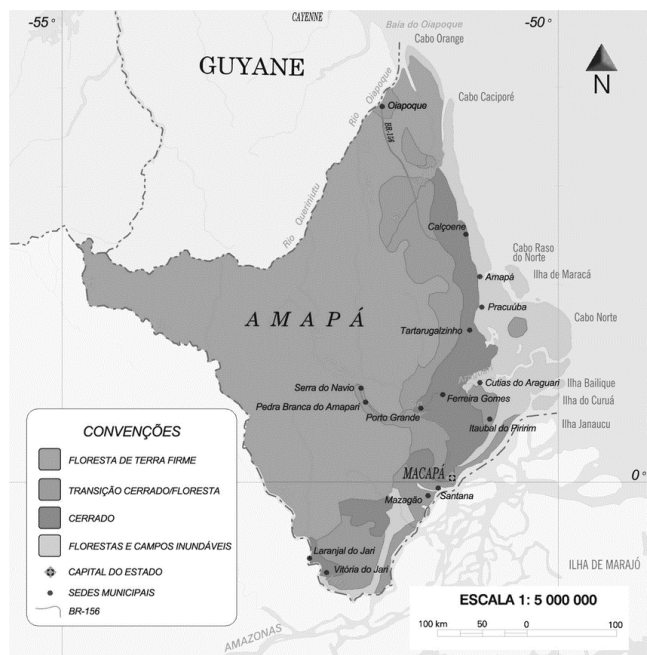 -55°
CAYENNE
Baía do Oiapoque
-50°
Cabo Orange
GUYANE
N
Rio Oiapoque
Cabo Caciporé
Oiapoque
BR-156
Rio Quariniutu
Calçoene
Cabo Raso
do Norte
Amapá
Ilha de Maracá
Pracuúba
AMAPÁ
Cabo Norte
Tartarugalzinho
Serra do Navio
Cutias do Araguari
Ilha Bailique
Pedra Branca do Amapari
Ferreira Gomes
Ilha do Curuá
Porto Grande
Itaubal do Piririm
Ilha Janaucu
MACAPÁ
0°
Mazagão
Santana
Laranjal do Jari
Vitória do Jari
ILHA DE MARAJÓ
AMAZONAS
CONVENÇÕES
FLORESTA DE TERRA FIRME
TRANSIÇÃO CERRADO/FLORESTA
CERRADO
FLORESTAS E CAMPOS INUNDÁVEIS
CAPITAL DO ESTADO
SEDES MUNICIPAIS
BR-156
ESCALA 1: 5 000 000
100 km 50 0 100